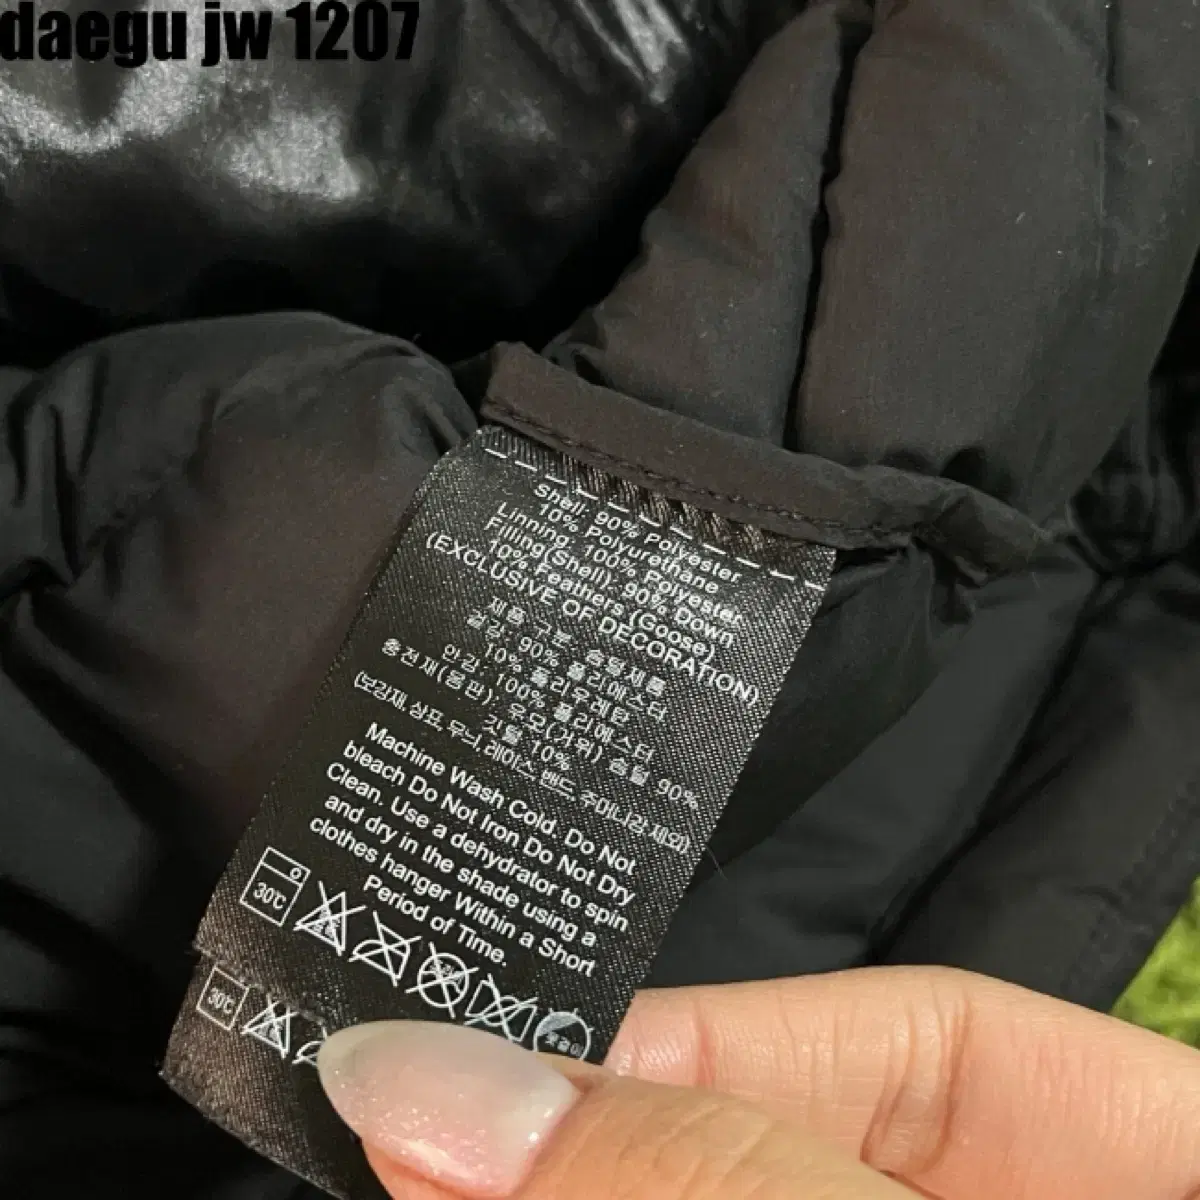 daegu jw 1207
Shell: 90% Polyester
10% Polyurethane
Linning: 100% Polyester
Filling(Shell): 90% Down
10% Feathers (Goose)
(EXCLUSIVE OF DECORATION)
제품 구분: 솜털제품
겉감: 90% 폴리에스터
10% 폴리우레탄
안감: 100% 폴리에스터
충전재(몸판): 우모(거위) 솜털 90%
깃털 10%
(보강재, 상표, 무늬, 레이스, 밴드, 주머니감 제외)
Machine Wash Cold. Do Not
bleach Do Not Iron Do Not Dry
Clean. Use a dehydrator to spin
and dry in the shade using a
clothes hanger Within a Short
Period of Time.
30℃
옷걸이
30℃